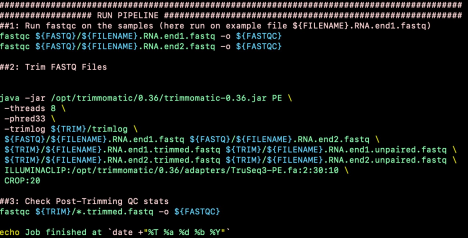 ####################################################################################
################## RUN PIPELINE ####################################################
##1: Run fastqc on the samples (here run on example file ${FILENAME}.RNA.end1.fastq)
fastqc ${FASTQ}/${FILENAME}.RNA.end1.fastq -o ${FASTQC}
fastqc ${FASTQ}/${FILENAME}.RNA.end2.fastq -o ${FASTQC}
##2: Trim FASTQ Files
java -jar /opt/trimmomatic/0.36/trimmomatic-0.36.jar PE \
-threads 8 \
-phred33 \
-trimlog ${TRIM}/trimlog \
${FASTQ}/${FILENAME}.RNA.end1.fastq ${FASTQ}/${FILENAME}.RNA.end2.fastq \
${TRIM}/${FILENAME}.RNA.end1.trimmed.fastq ${TRIM}/${FILENAME}.RNA.end1.unpaired.fastq \
${TRIM}/${FILENAME}.RNA.end2.trimmed.fastq ${TRIM}/${FILENAME}.RNA.end2.unpaired.fastq \
ILLUMINACLIP:/opt/trimmomatic/0.36/adapters/TruSeq3-PE.fa:2:30:10 \
CROP:20
##3: Check Post-Trimming QC stats
fastqc ${TRIM}/*.trimmed.fastq -o ${FASTQC}
echo Job finished at `date +"%T %a %d %b %Y"`